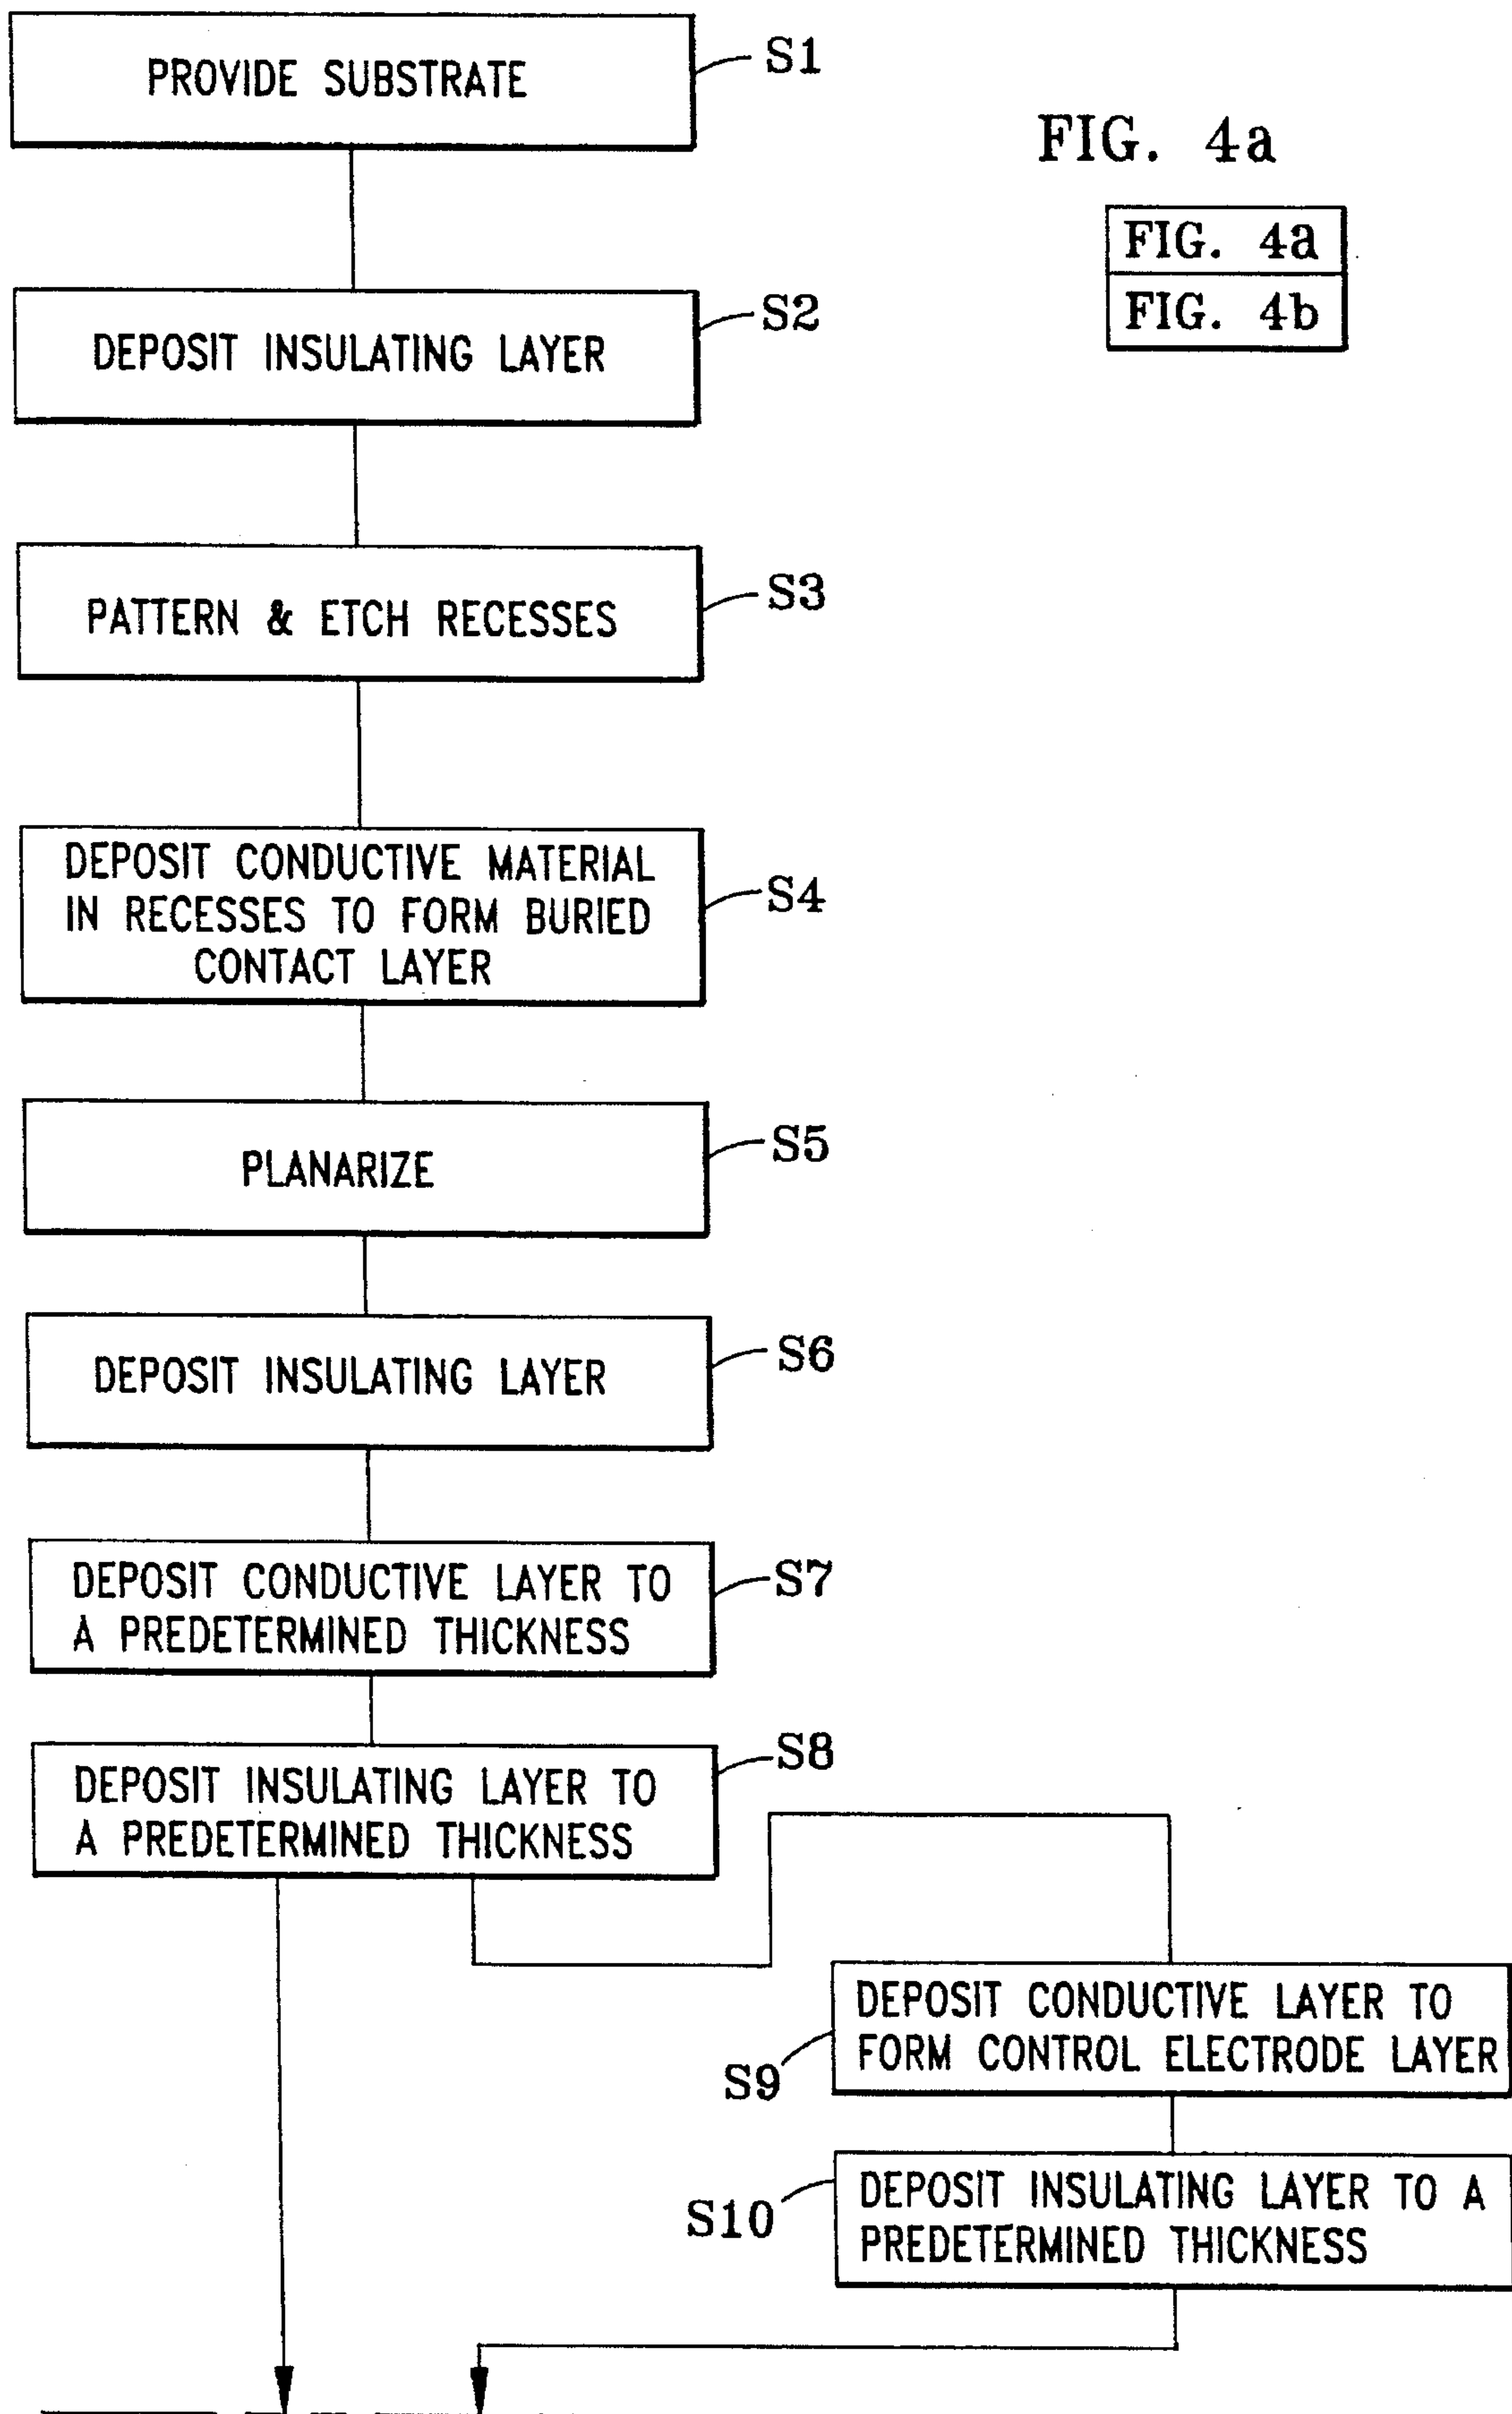 PROVIDE SUBSTRATE
S1
FIG. 4a
FIG. 4a
FIG. 4b
DEPOSIT INSULATING LAYER
S2
PATTERN & ETCH RECESSES
S3
DEPOSIT CONDUCTIVE MATERIAL
IN RECESSES TO FORM BURIED
CONTACT LAYER
S4
PLANARIZE
S5
DEPOSIT INSULATING LAYER
S6
DEPOSIT CONDUCTIVE LAYER TO
A PREDETERMINED THICKNESS
S7
DEPOSIT INSULATING LAYER TO
A PREDETERMINED THICKNESS
S8
DEPOSIT CONDUCTIVE LAYER TO
FORM CONTROL ELECTRODE LAYER
S9
DEPOSIT INSULATING LAYER TO A
PREDETERMINED THICKNESS
S10